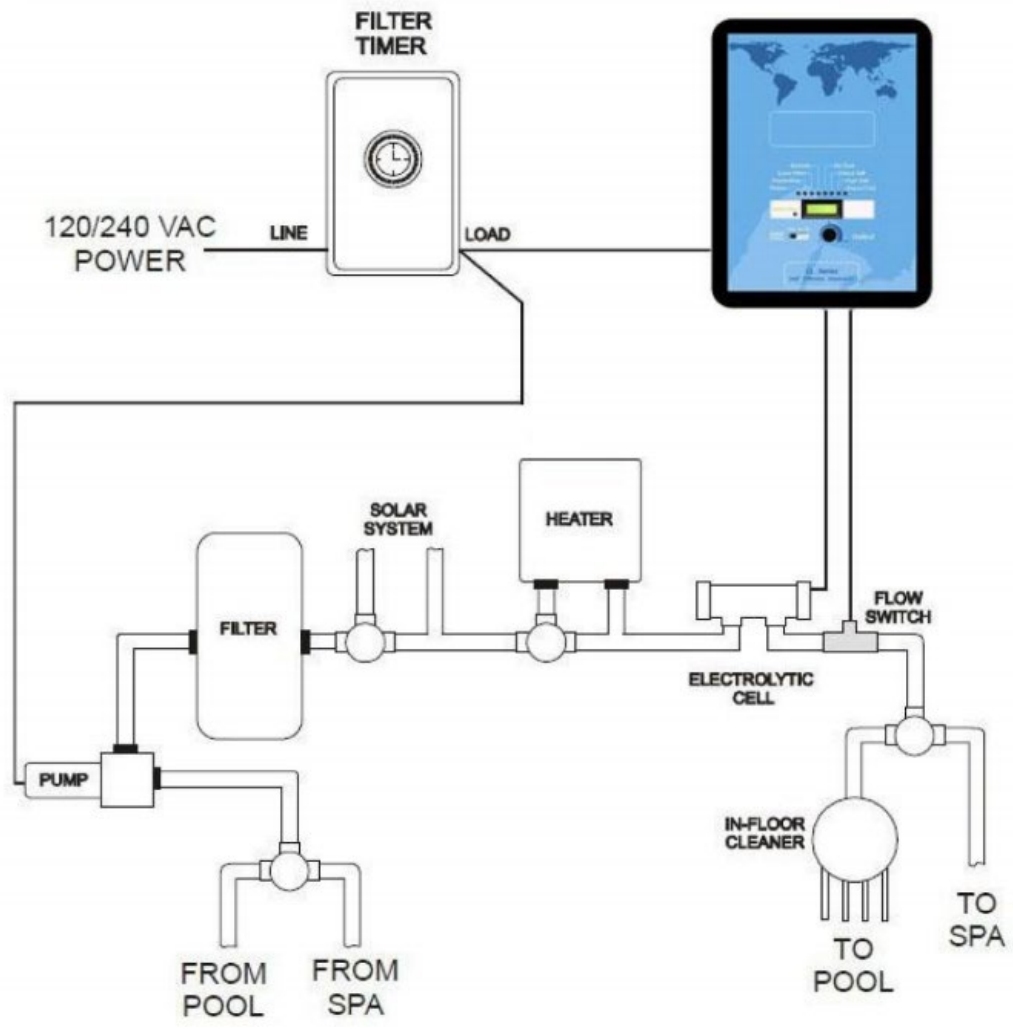 FILTER
TIMER
120/240 VAC
POWER
LINE
LOAD
SOLAR
SYSTEM
HEATER
FILTER
FLOW
SWITCH
ELECTROLYTIC
CELL
PUMP
IN-FLOOR
CLEANER
TO
SPA
TO
POOL
FROM
POOL
FROM
SPA